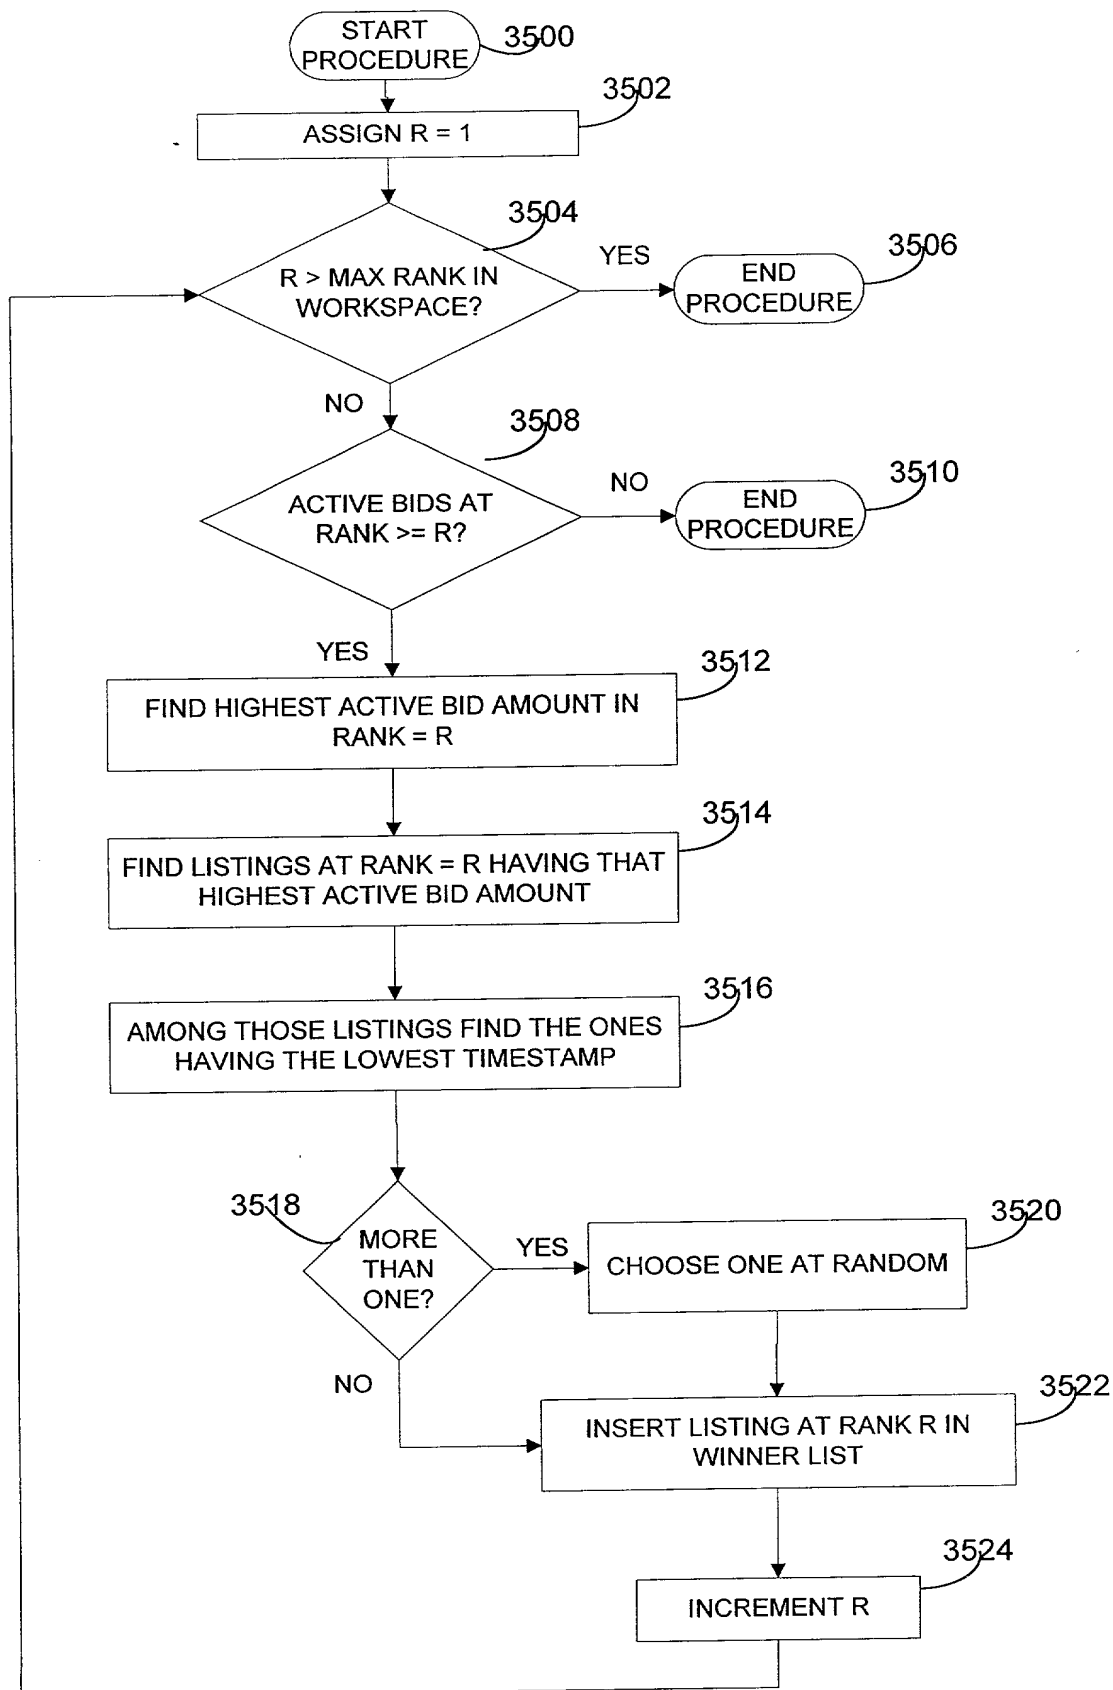 START
PROCEDURE
3500
3502
ASSIGN R = 1
3504
R > MAX RANK IN
WORKSPACE?
YES
3506
END
PROCEDURE
NO
3508
ACTIVE BIDS AT
RANK >= R?
NO
3510
END
PROCEDURE
YES
3512
FIND HIGHEST ACTIVE BID AMOUNT IN
RANK = R
3514
FIND LISTINGS AT RANK = R HAVING THAT
HIGHEST ACTIVE BID AMOUNT
3516
AMONG THOSE LISTINGS FIND THE ONES
HAVING THE LOWEST TIMESTAMP
3518
MORE
THAN
ONE?
YES
3520
CHOOSE ONE AT RANDOM
NO
3522
INSERT LISTING AT RANK R IN
WINNER LIST
3524
INCREMENT R